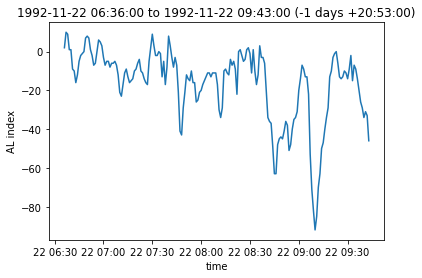 1992-11-22 06:36:00 to 1992-11-22 09:43:00 (-1 days +20:53:00)
0
−20
−40
−60
−80
AL index
22 06:30 22 07:00 22 07:30 22 08:00 22 08:30 22 09:00 22 09:30
time